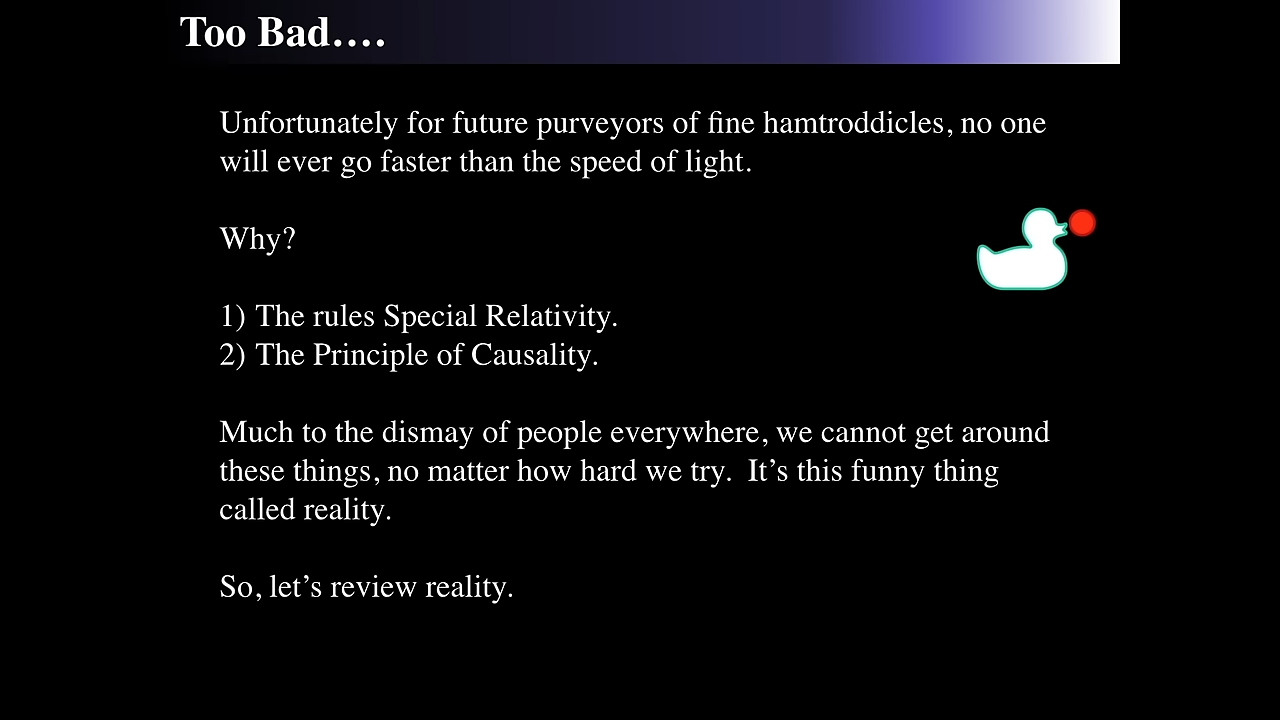 Too Bad….
Unfortunately for future purveyors of fine hamtroddicles, no one
will ever go faster than the speed of light.
Why?
1) The rules Special Relativity.
2) The Principle of Causality.
Much to the dismay of people everywhere, we cannot get around
these things, no matter how hard we try.  It’s this funny thing
called reality.
So, let’s review reality.